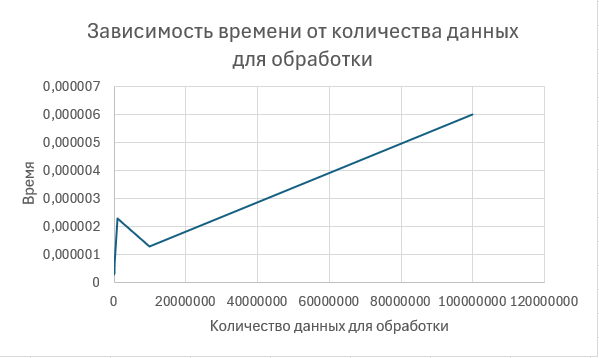 Зависимость времени от количества данных
для обработки
0,000007
0,000006
0,000005
0,000004
0,000003
0,000002
0,000001
0
Время
0 20000000 40000000 60000000 80000000 100000000 120000000
Количество данных для обработки